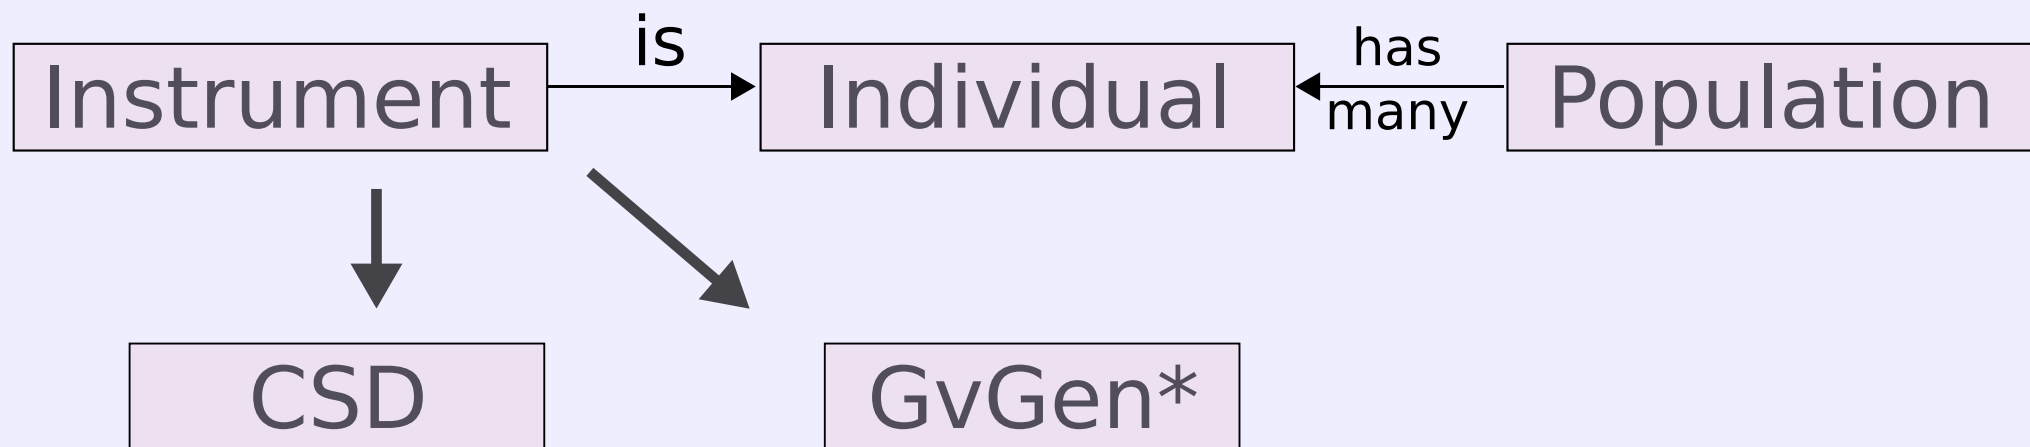 is
has
Instrument
Individual
Population
many
CSD
GvGen*